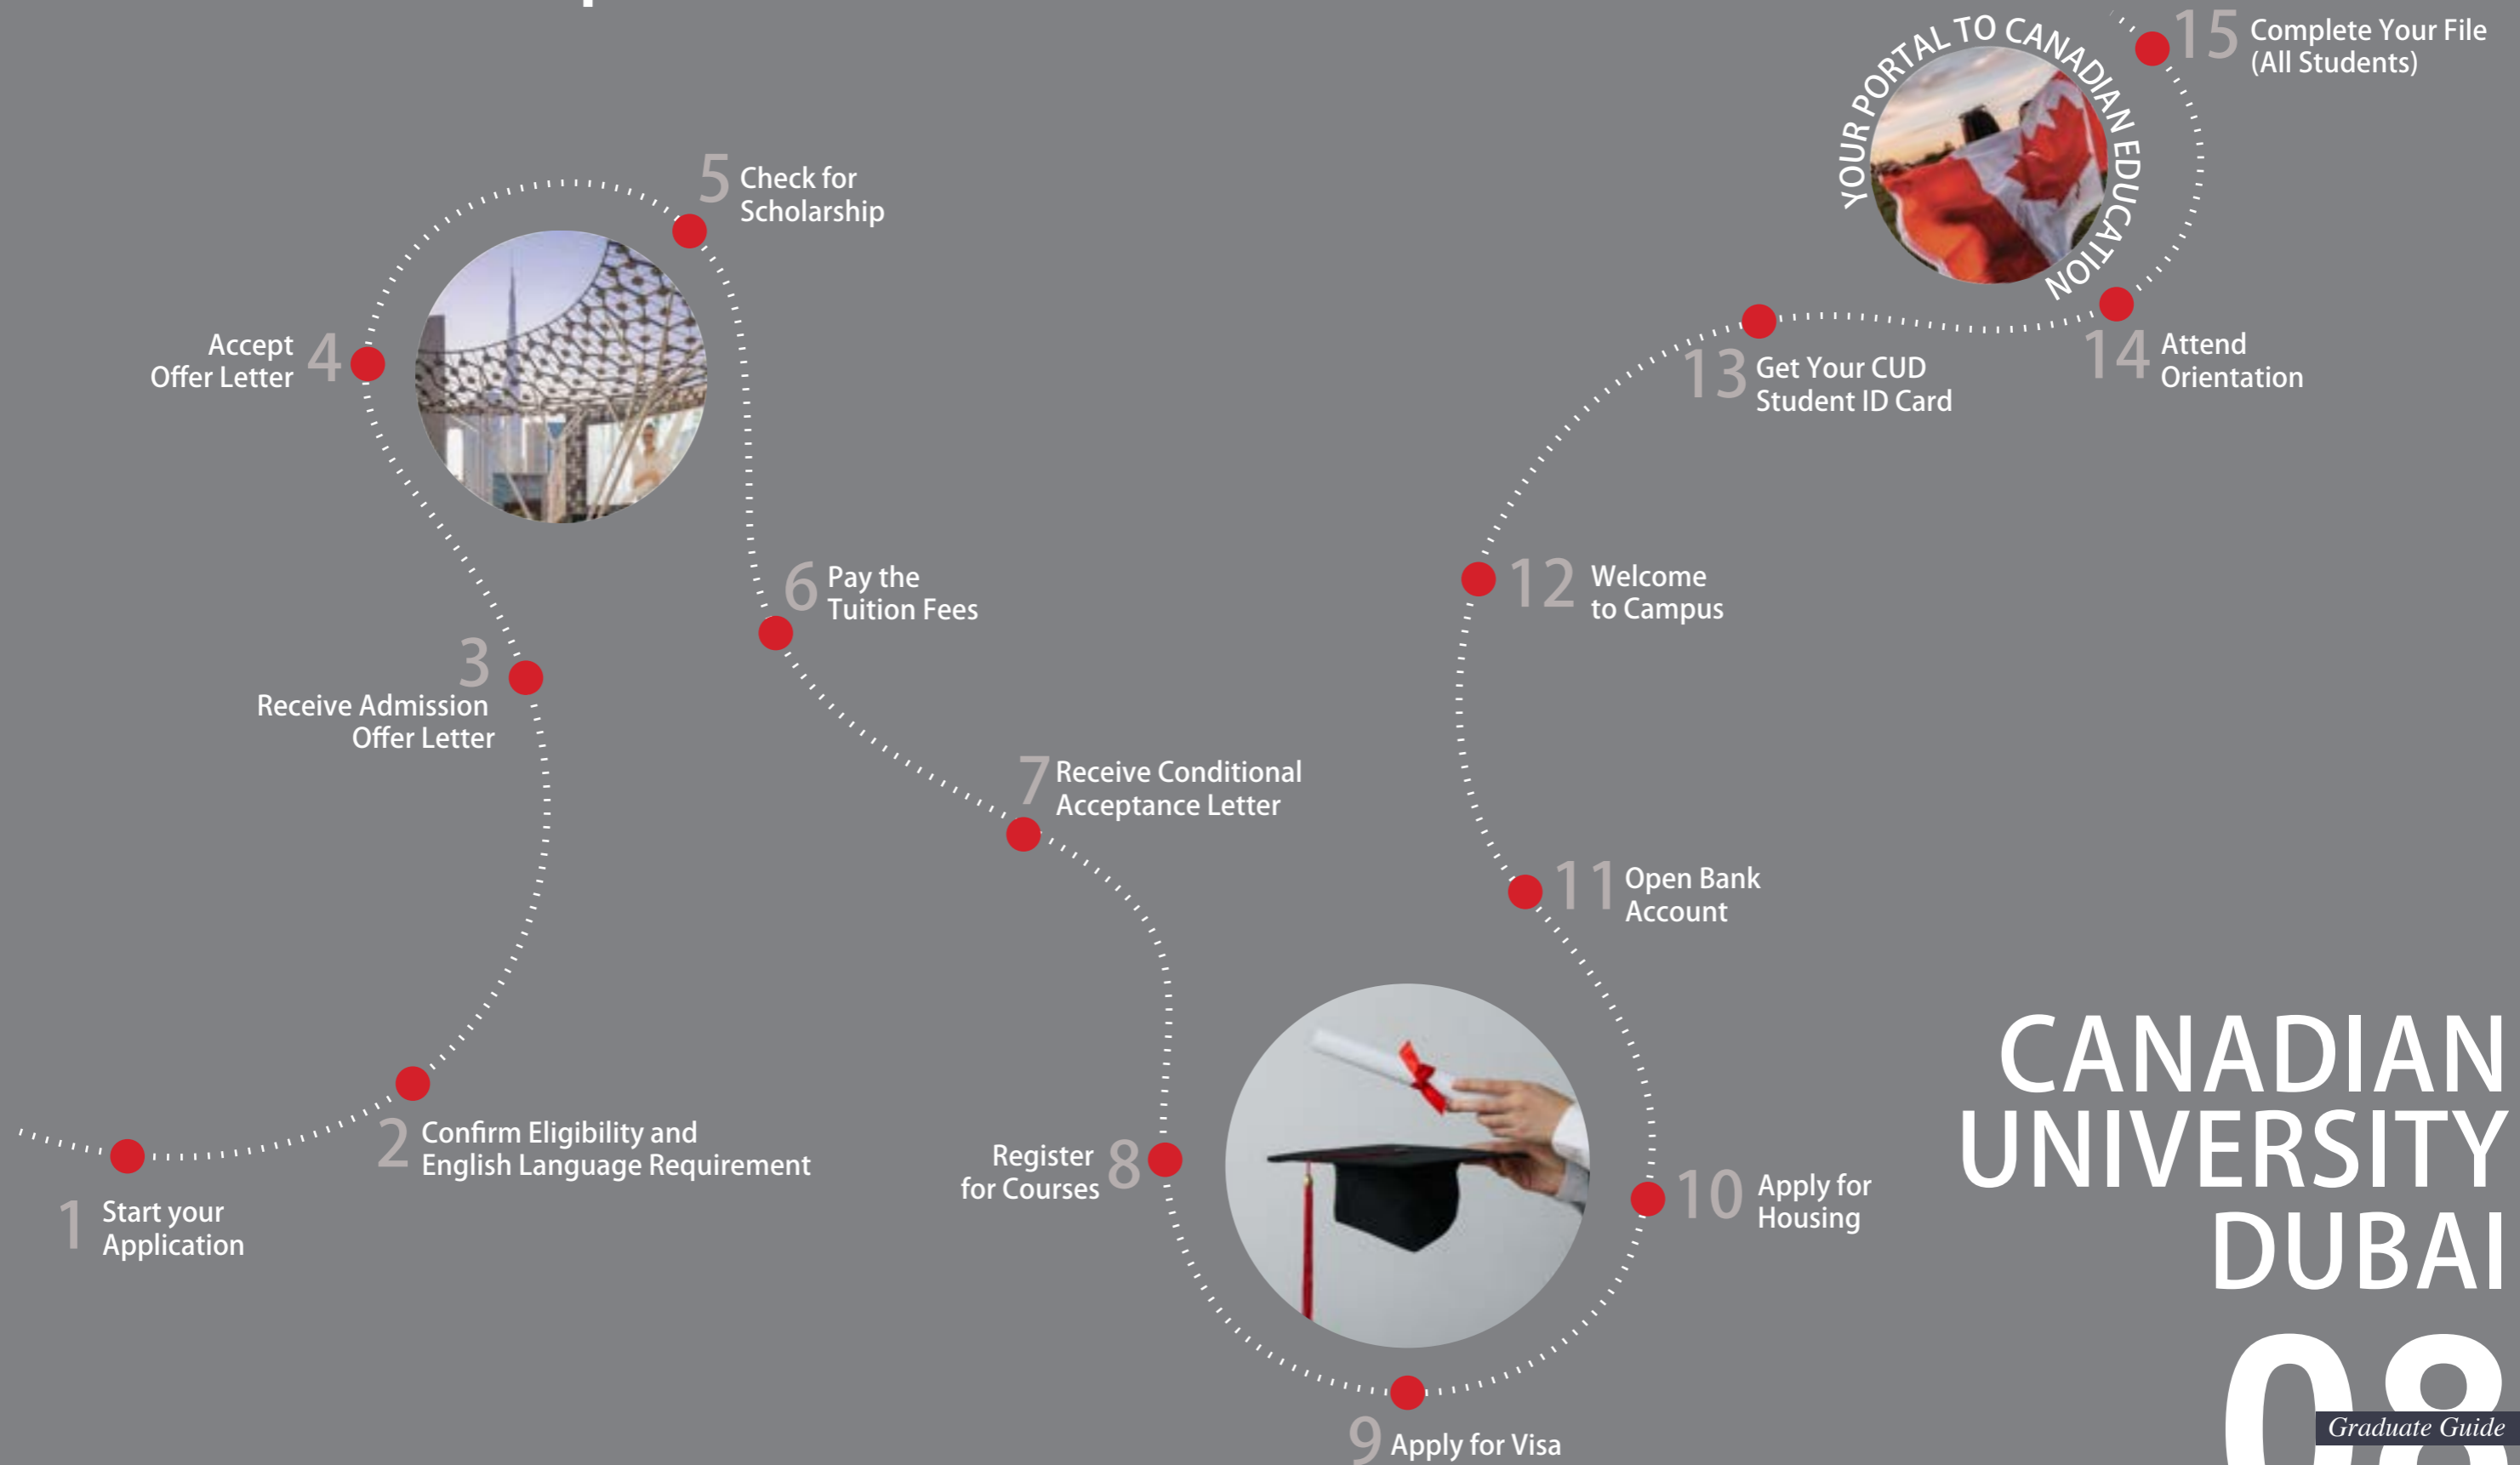 1
Start your
Application
2
Confirm Eligibility and
English Language Requirement
3
Receive Admission
Offer Letter
4
Accept
Offer Letter
5
Check for
Scholarship
6
Pay the
Tuition Fees
7
Receive Conditional
Acceptance Letter
8
Register
for Courses
9
Apply for Visa
10
Apply for
Housing
11
Open Bank
Account
12
Welcome
to Campus
13
Get Your CUD
Student ID Card
14
Attend
Orientation
15
Complete Your File
(All Students)
YOUR PORTAL TO CANADIAN EDUCATION
CANADIAN
UNIVERSITY
DUBAI
08
Graduate Guide